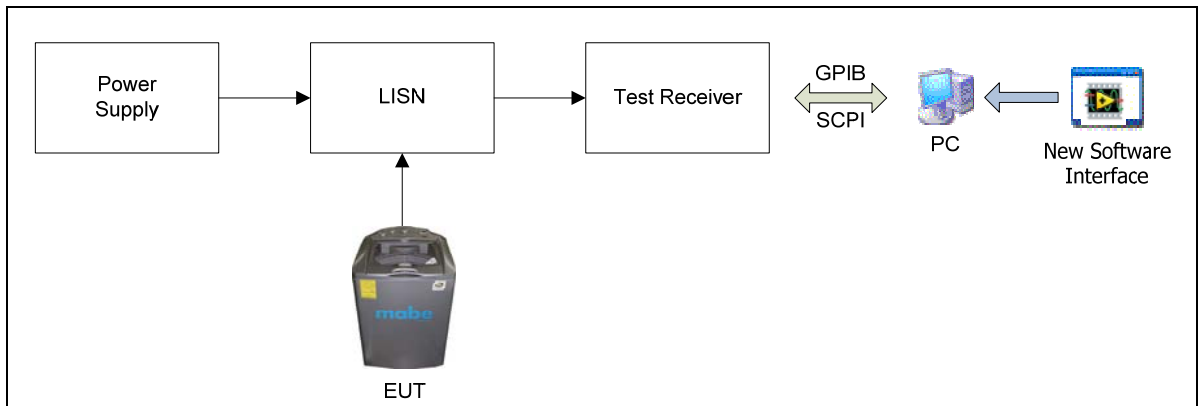 Power
Supply
LISN
Test Receiver
GPIB
SCPI
PC
New Software
Interface
mabe
EUT